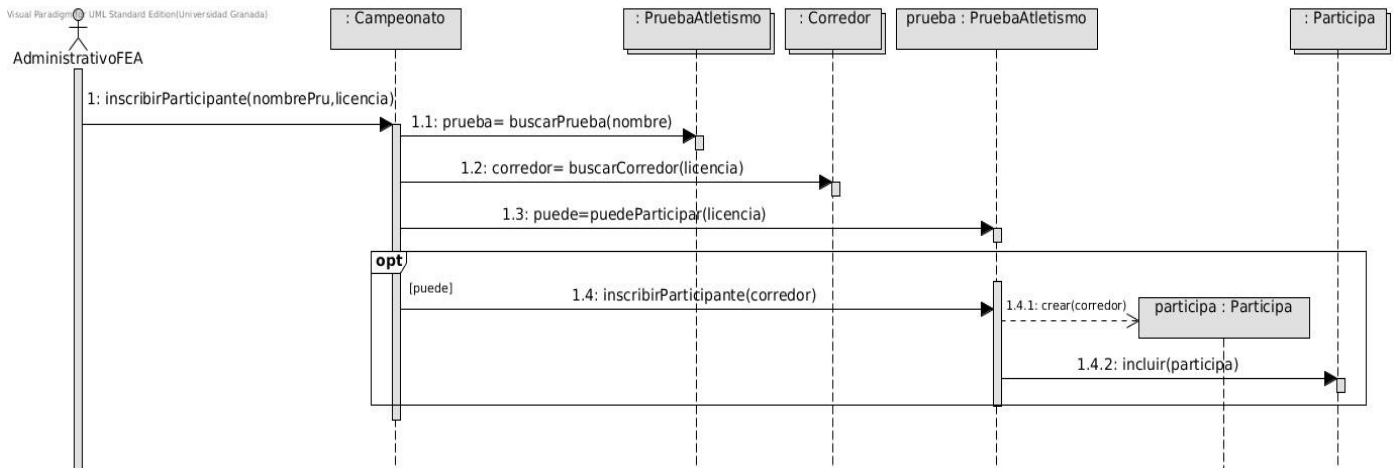 Visual Paradigm for UML Standard Edition(Universidad Granada)
: Campeonato
: PruebaAtletismo
: Corredor
prueba : PruebaAtletismo
: Participa
AdministrativoFEA
1: inscribirParticipante(nombrePru,licencia)
1.1: prueba= buscarPrueba(nombre)
1.2: corredor= buscarCorredor(licencia)
1.3: puede=puedeParticipar(licencia)
opt
[puede]
1.4: inscribirParticipante(corredor)
1.4.1: crear(corredor)
participa : Participa
1.4.2: incluir(participa)